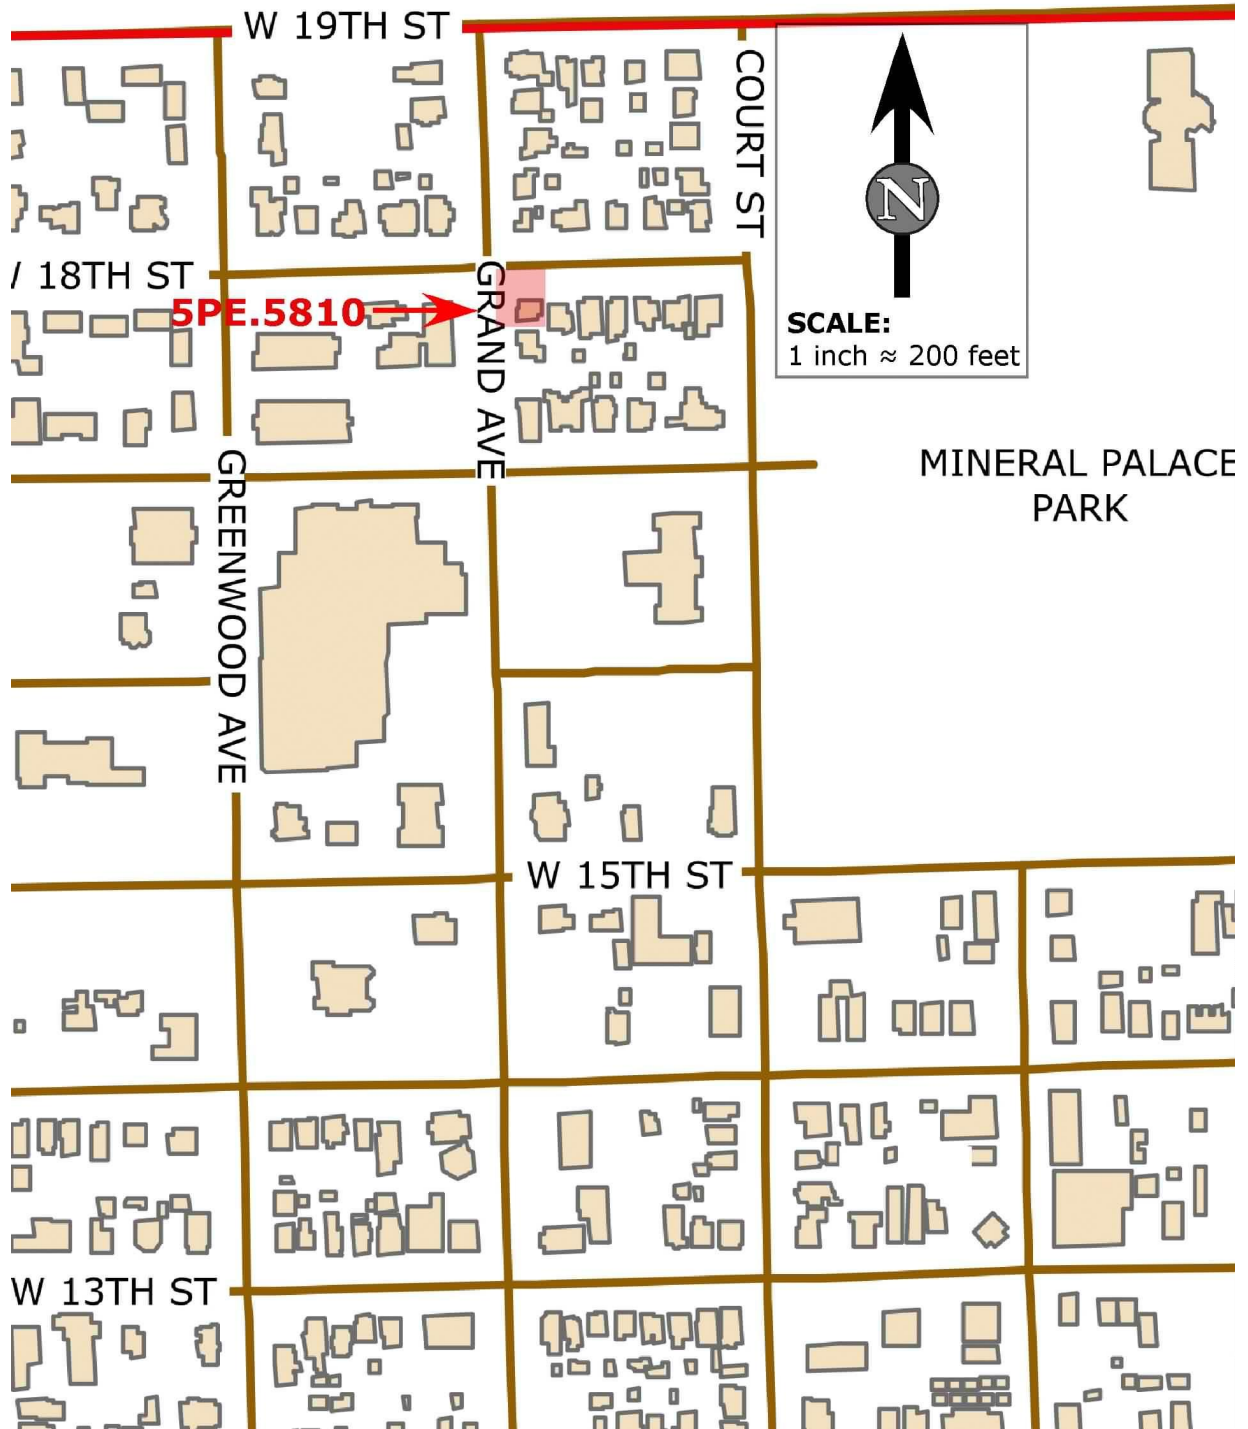 W 19TH ST
COURT ST
N
W 18TH ST
GRAND AVE
5PE.5810
SCALE:
1 inch ≈ 200 feet
MINERAL PALACE
PARK
GREENWOOD AVE
W 15TH ST
W 13TH ST